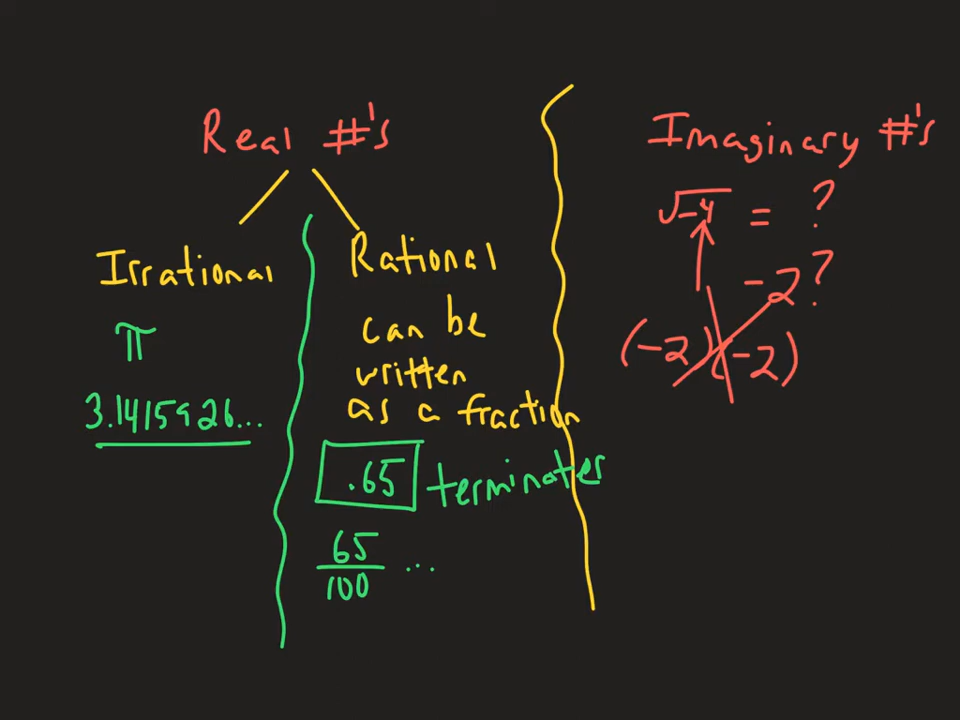 Real #'s
Irrational
π
3.1415926...
Rational
can be
written
as a fraction
.65 terminates
65
100 ...
Imaginary #'s
√-4 = ?
-2?
(-2)(-2)